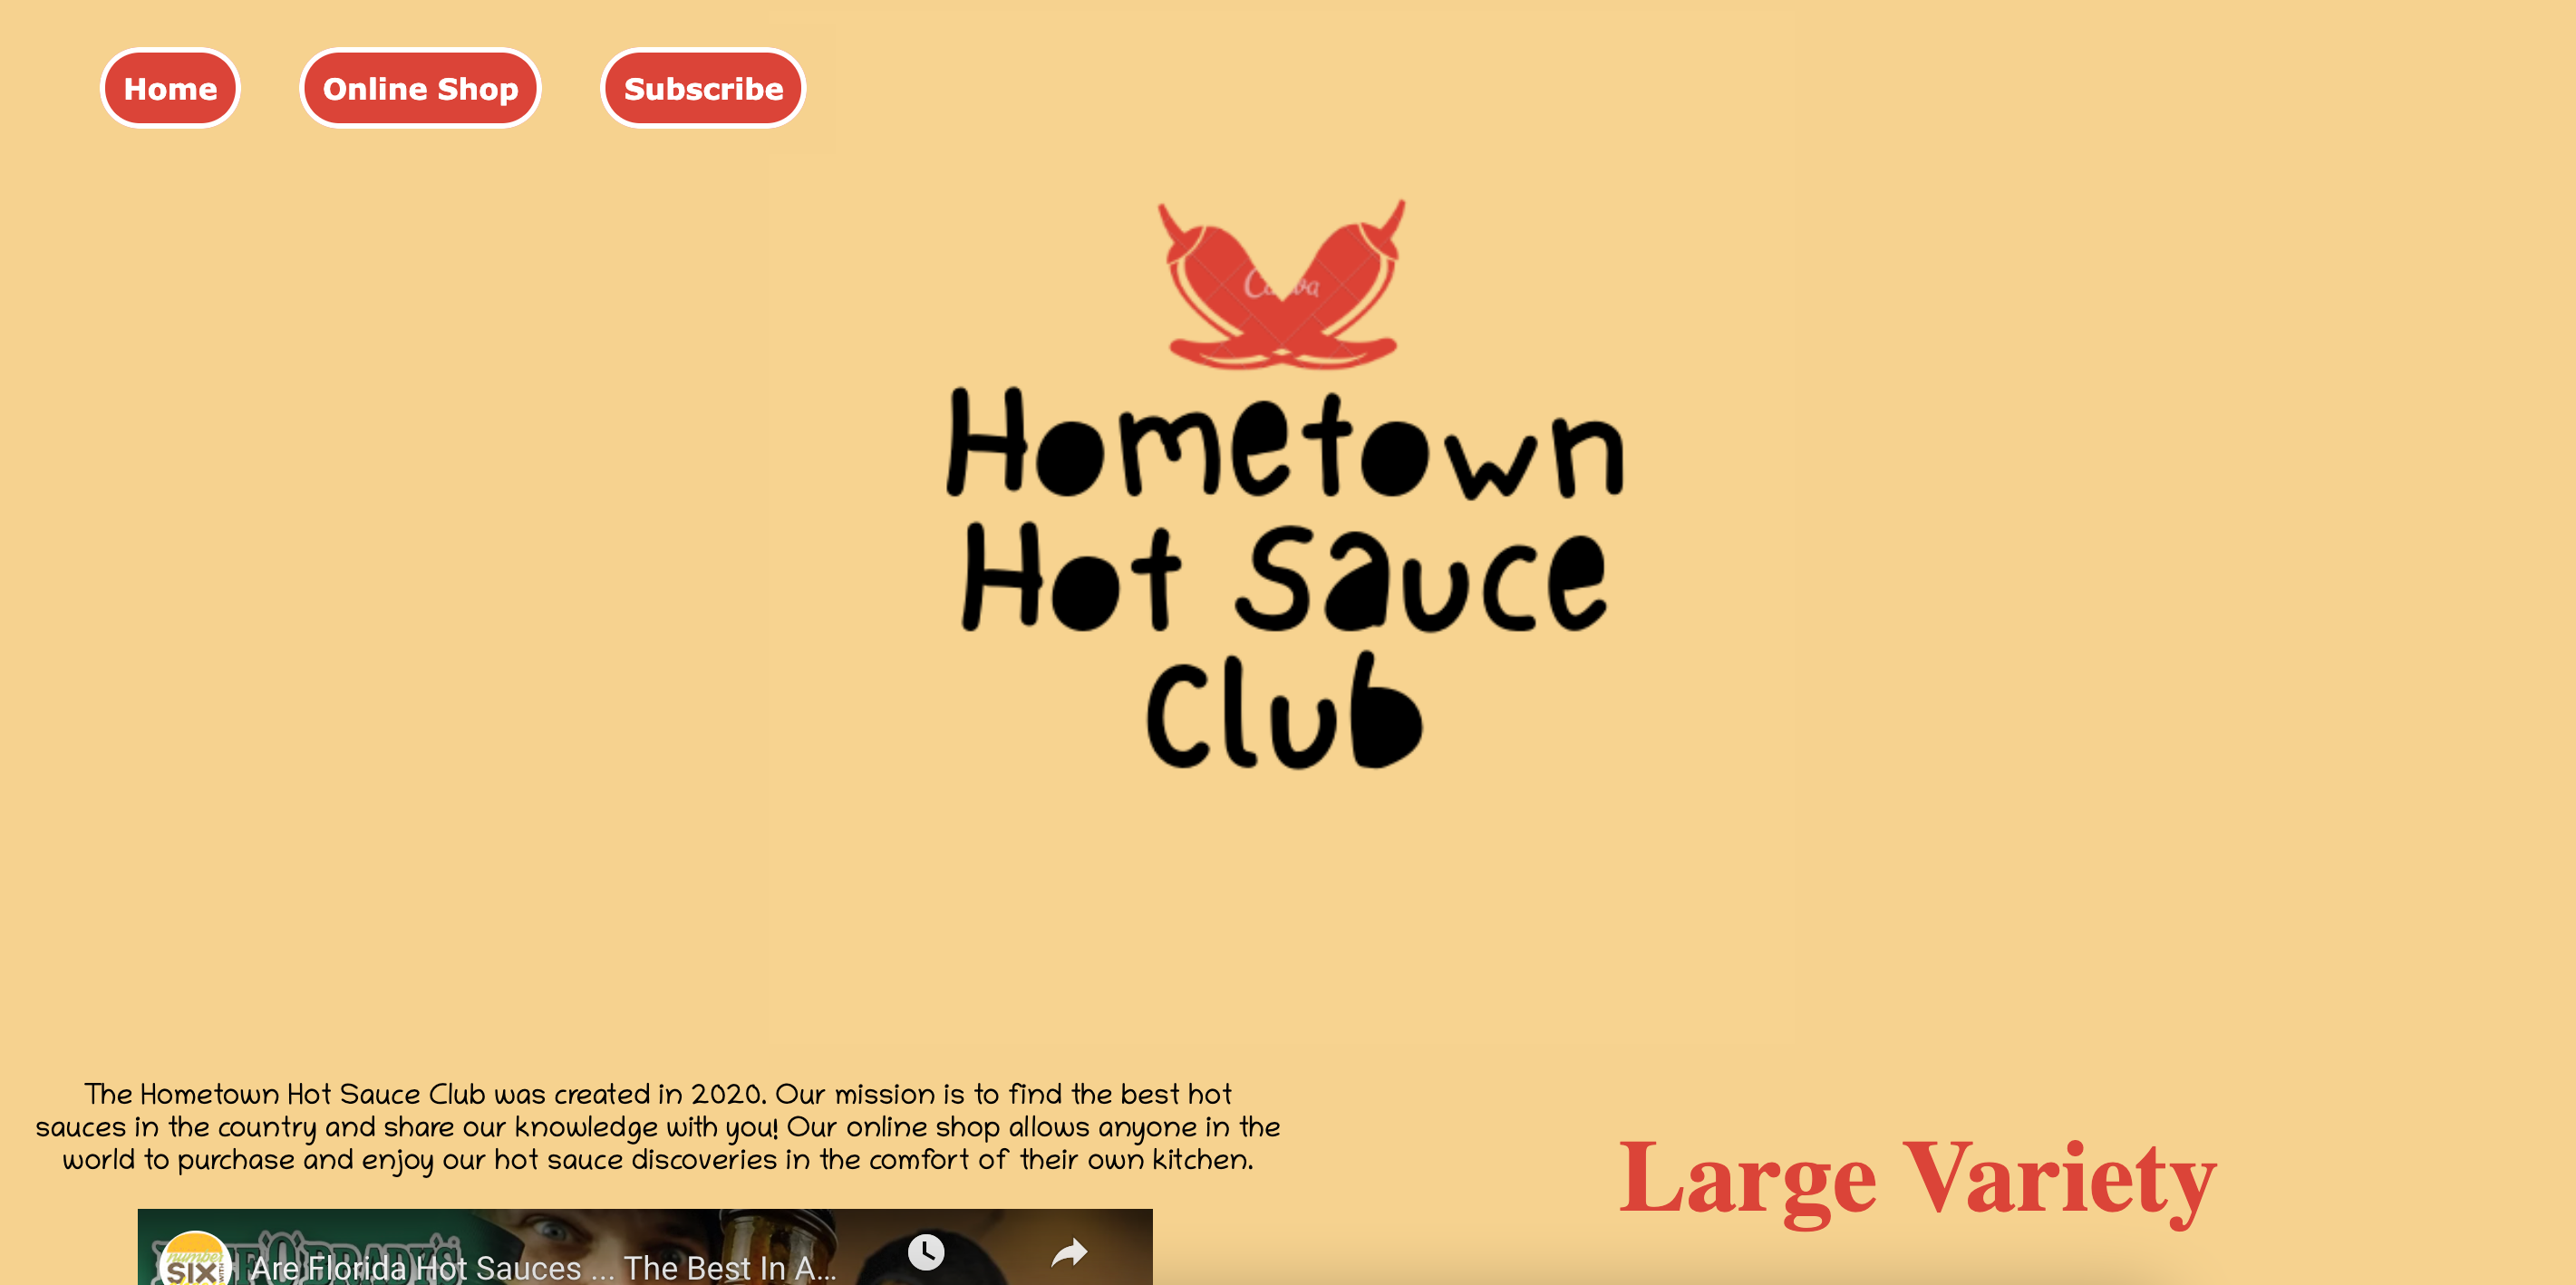 Home
Online Shop
Subscribe
Canva
Hometown
Hot Sauce
Club
The Hometown Hot Sauce Club was created in 2020. Our mission is to find the best hot
sauces in the country and share our knowledge with you! Our online shop allows anyone in the
world to purchase and enjoy our hot sauce discoveries in the comfort of their own kitchen.
Large Variety
number
SIX
WITH
Are Florida Hot Sauces ... The Best In A...